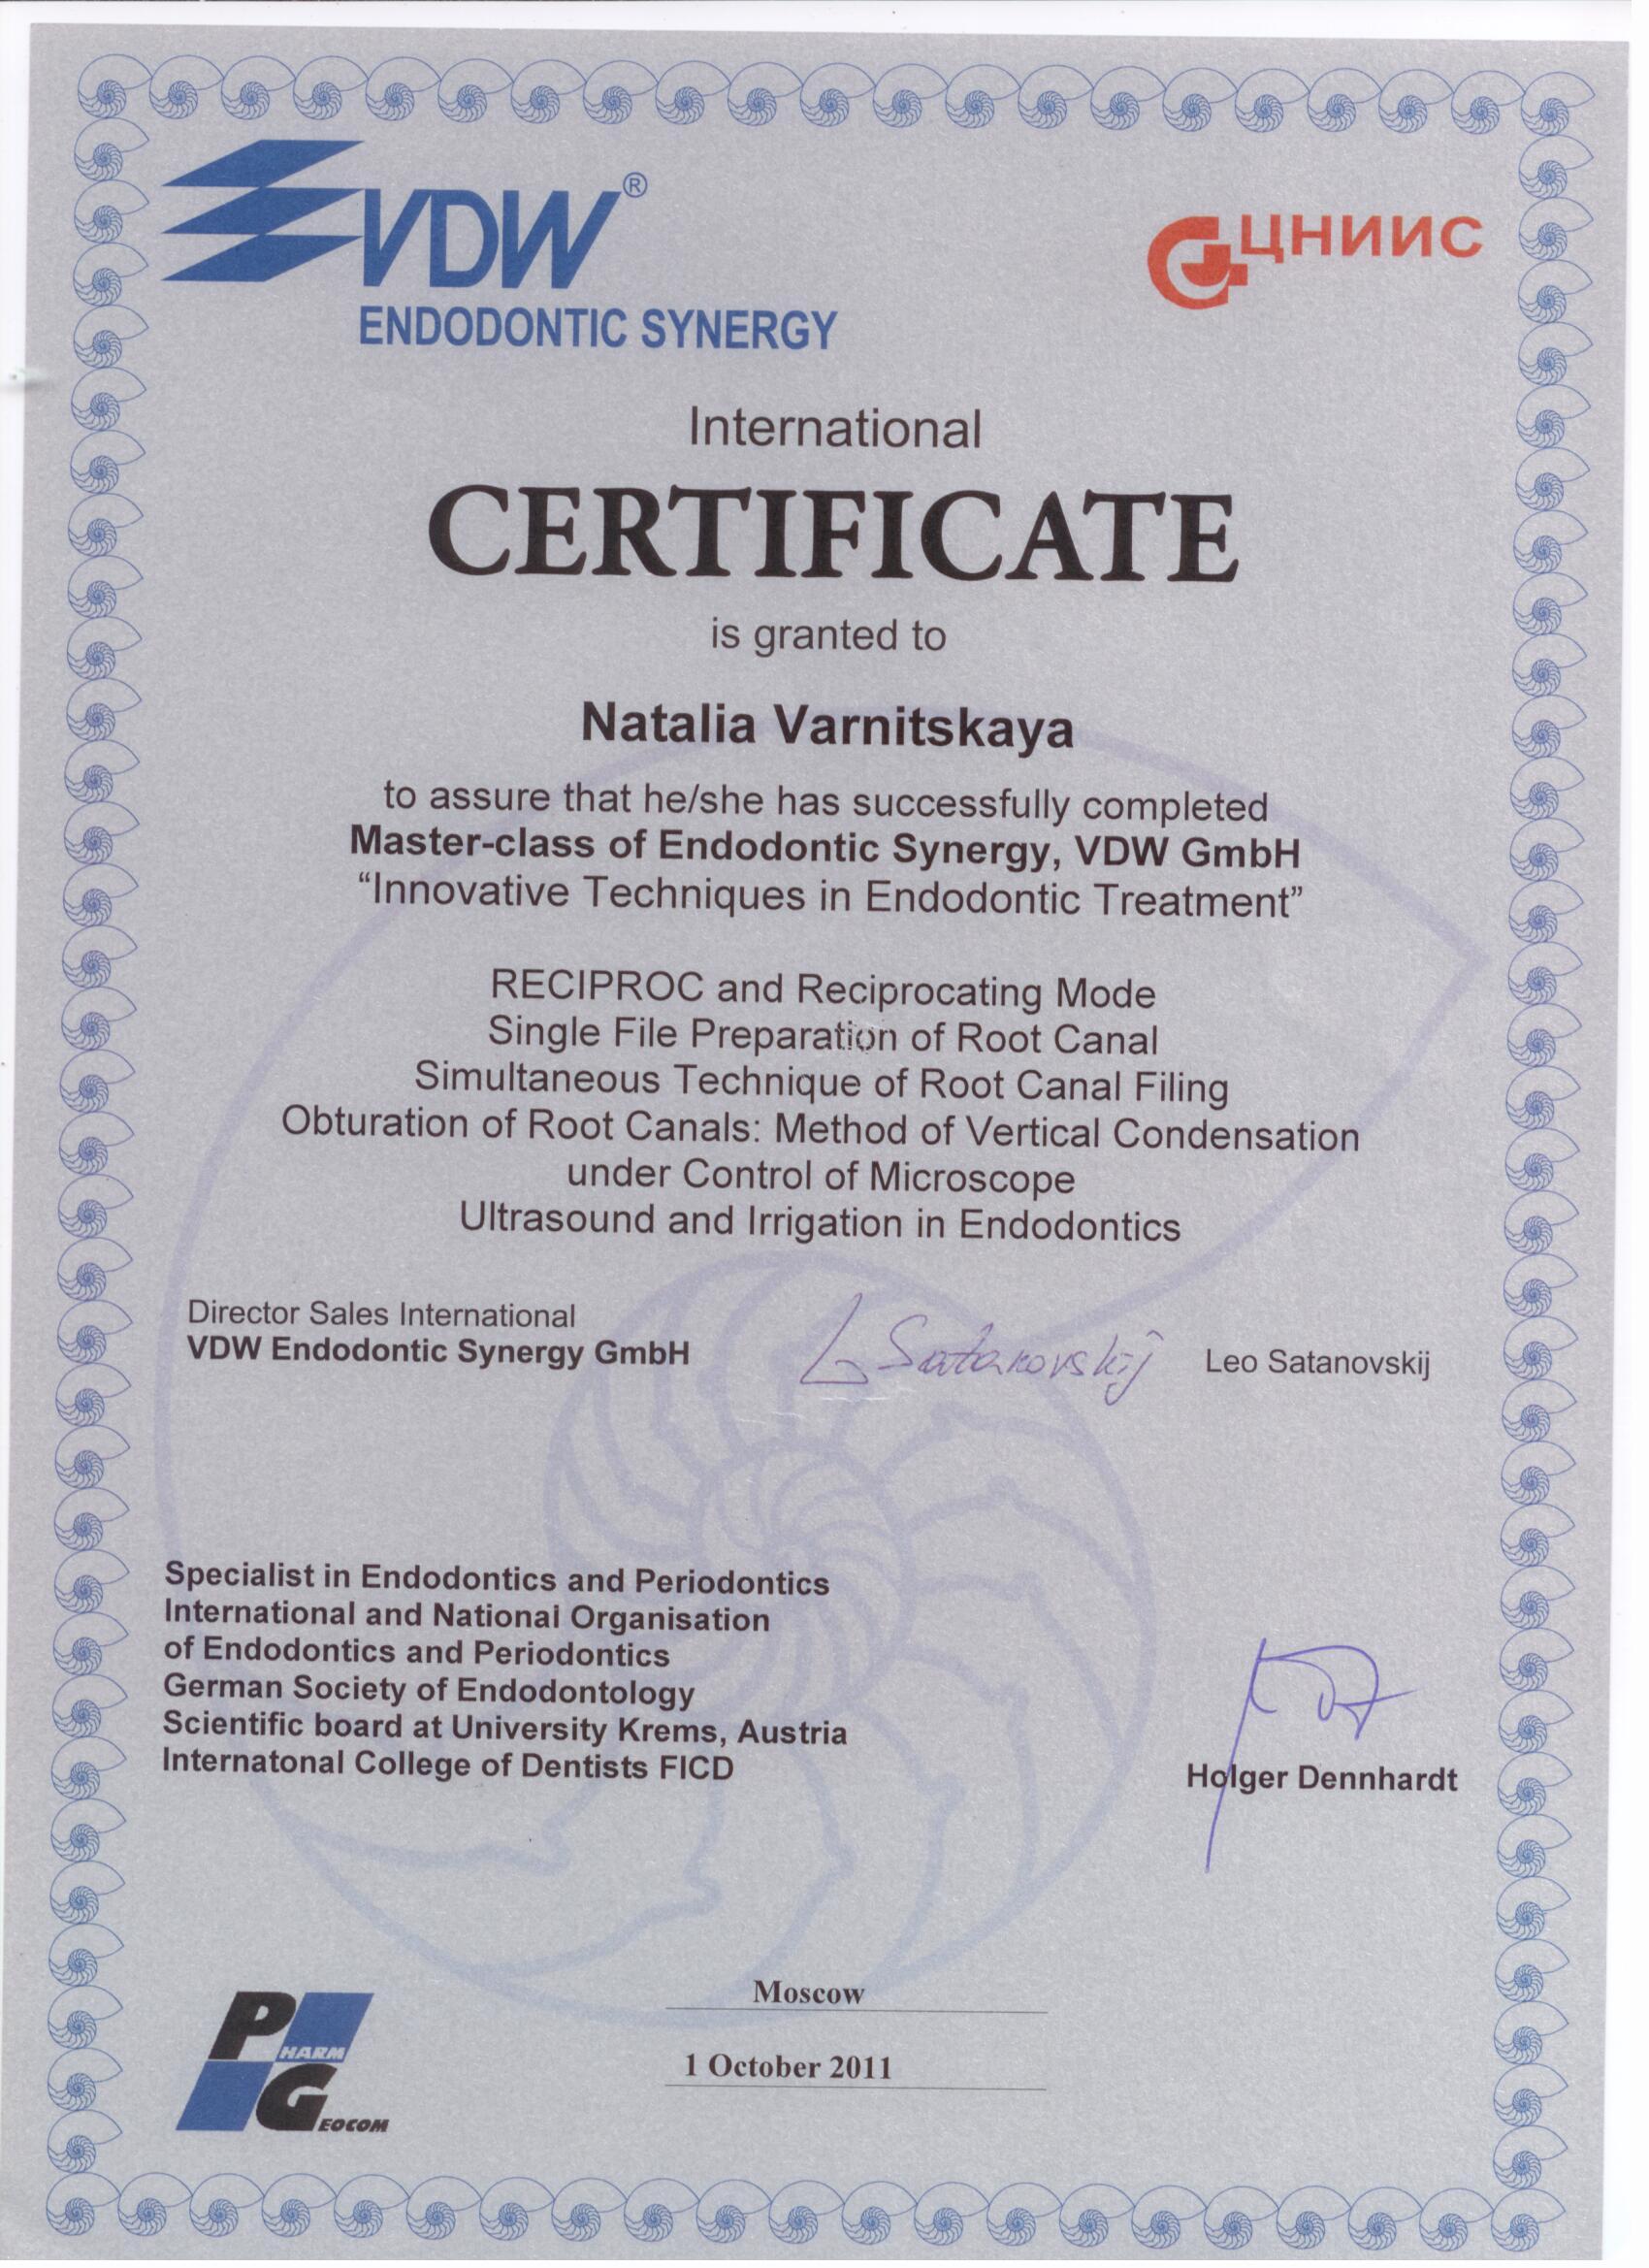 VDW®
ENDODONTIC SYNERGY
ЦНИИС
International
CERTIFICATE
is granted to
Natalia Varnitskaya
to assure that he/she has successfully completed
Master-class of Endodontic Synergy, VDW GmbH
“Innovative Techniques in Endodontic Treatment”
RECIPROC and Reciprocating Mode
Single File Preparation of Root Canal
Simultaneous Technique of Root Canal Filing
Obturation of Root Canals: Method of Vertical Condensation
under Control of Microscope
Ultrasound and Irrigation in Endodontics
Director Sales International
VDW Endodontic Synergy GmbH
L Satanovskij
Leo Satanovskij
Specialist in Endodontics and Periodontics
International and National Organisation
of Endodontics and Periodontics
German Society of Endodontology
Scientific board at University Krems, Austria
Internatonal College of Dentists FICD
Holger Dennhardt
PHARM
GEOCOM
Moscow
1 October 2011